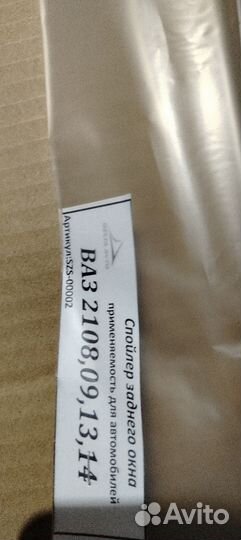 Спойлер заднего окна
применяемость для автомобилей
ВАЗ 2108,09,13,14
Артикул:SZS-00002
Avito